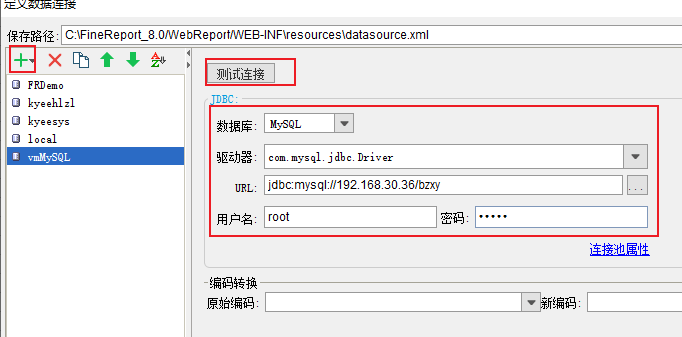 定义数据连接
保存路径: C:\FineReport_8.0/WebReport/WEB-INF\resources\datasource.xml
FRDemo
kyeehlzl
kyeesys
local
vmMySQL
测试连接
JDBC:
数据库: MySQL
驱动器: com.mysql.jdbc.Driver
URL: jdbc:mysql://192.168.30.36/bzxy ...
用户名: root 密码: •••••
连接池属性
编码转换
原始编码: 新编码: